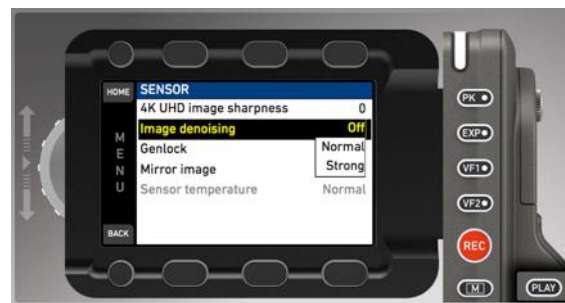 HOME SENSOR
4K UHD image sharpness 0
Image denoising Off
Genlock Normal
Mirror image Strong
Sensor temperature Normal
MENU
BACK
PK
EXP
VF1
VF2
REC
M
PLAY